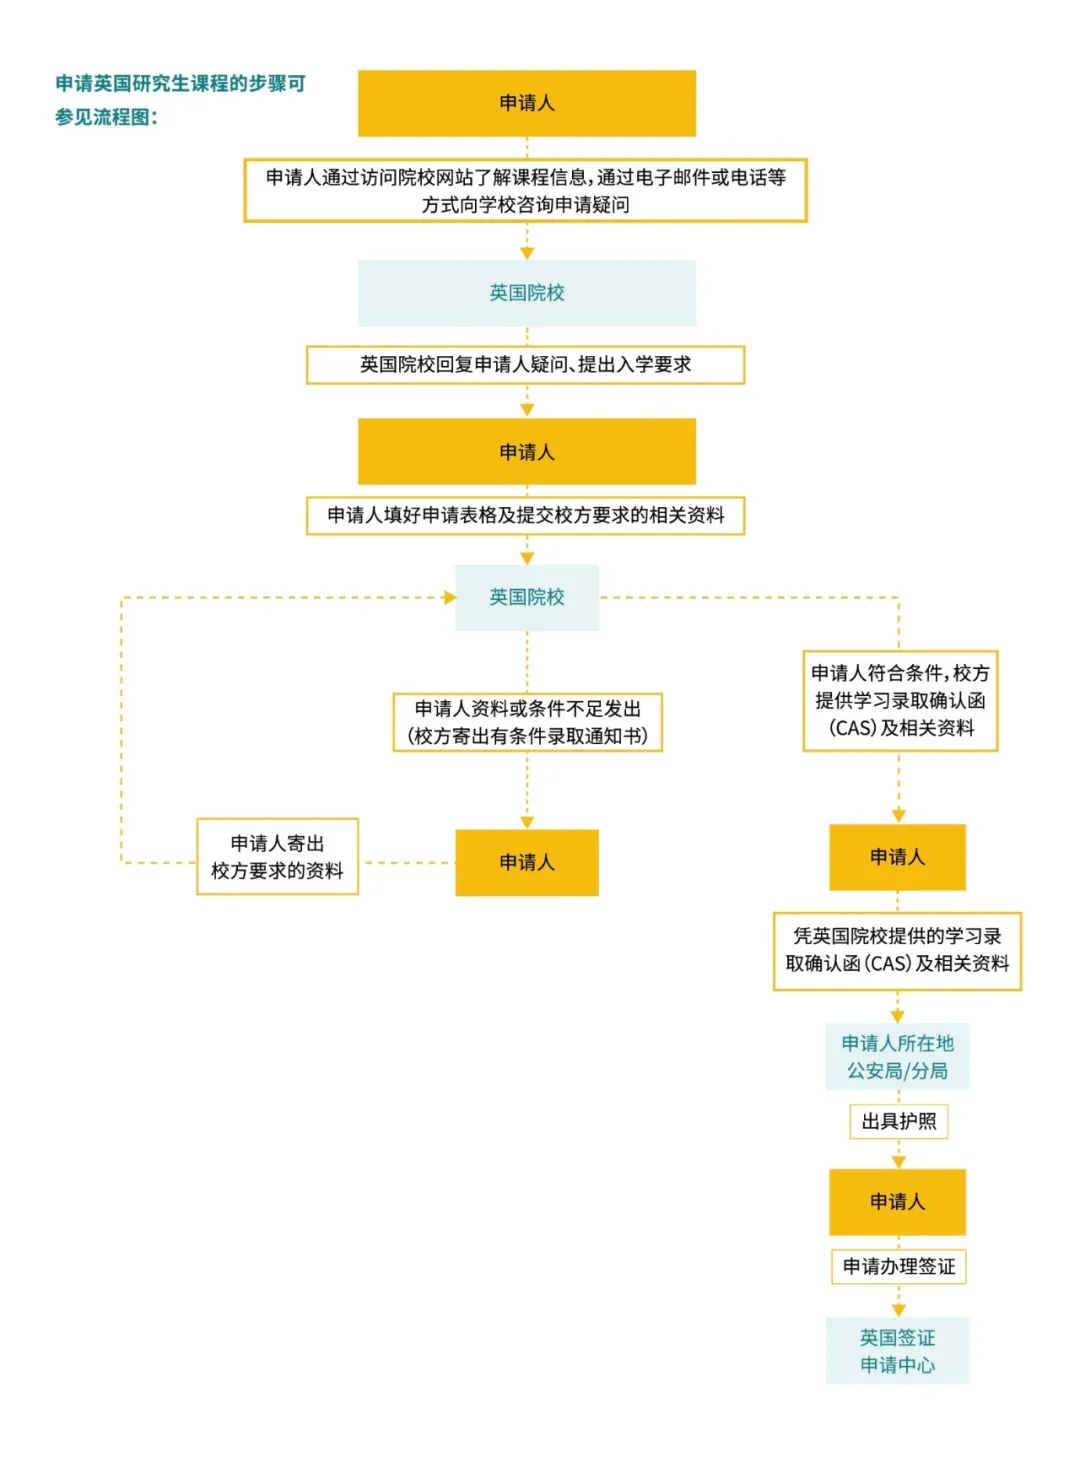 申请英国研究生课程的步骤可
参见流程图：
申请人
申请人通过访问院校网站了解课程信息，通过电子邮件或电话等
方式向学校咨询申请疑问
英国院校
英国院校回复申请人疑问、提出入学要求
申请人
申请人填好申请表格及提交校方要求的相关资料
英国院校
申请人资料或条件不足发出
（校方寄出有条件录取通知书）
申请人
申请人寄出
校方要求的资料
申请人符合条件，校方
提供学习录取确认函
（CAS）及相关资料
申请人
凭英国院校提供的学习录
取确认函（CAS）及相关资料
申请人所在地
公安局/分局
出具护照
申请人
申请办理签证
英国签证
申请中心